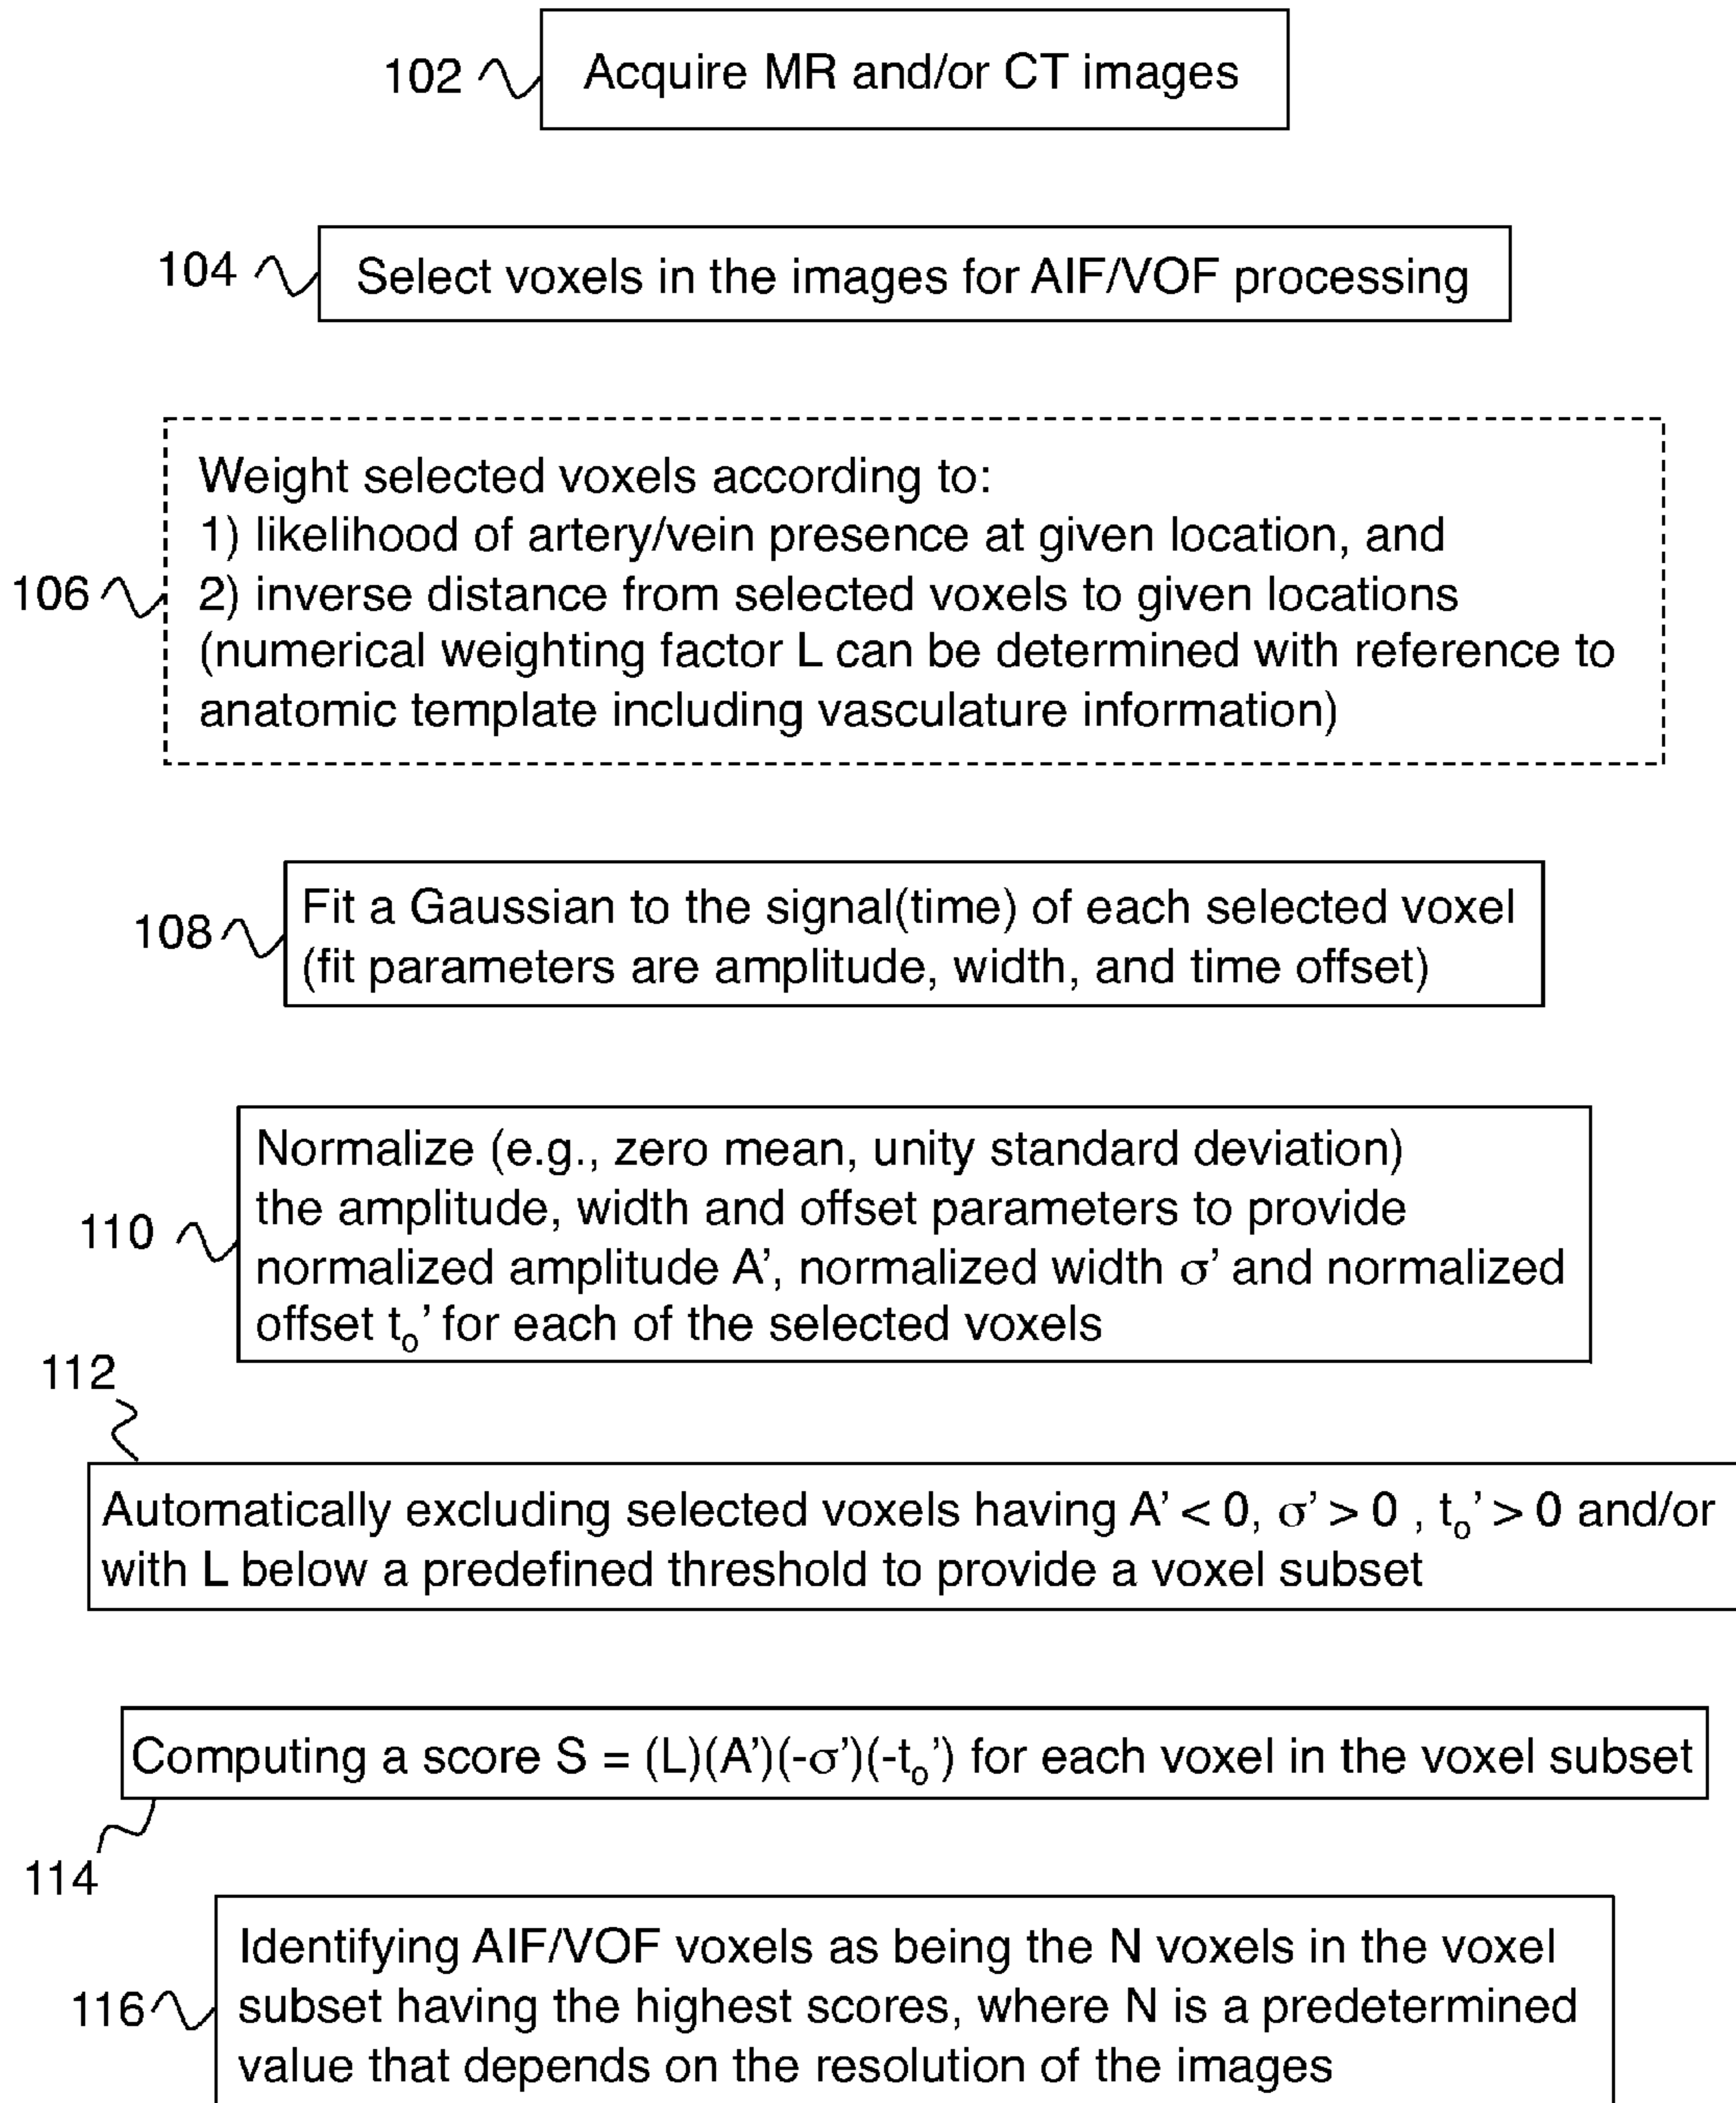 102
Acquire MR and/or CT images
104
Select voxels in the images for AIF/VOF processing
Weight selected voxels according to:
1) likelihood of artery/vein presence at given location, and
106
2) inverse distance from selected voxels to given locations
(numerical weighting factor L can be determined with reference to
anatomic template including vasculature information)
108
Fit a Gaussian to the signal(time) of each selected voxel
(fit parameters are amplitude, width, and time offset)
Normalize (e.g., zero mean, unity standard deviation)
the amplitude, width and offset parameters to provide
110
normalized amplitude A’, normalized width σ’ and normalized
offset tₒ’ for each of the selected voxels
112
Automatically excluding selected voxels having A’ < 0, σ’ > 0 , tₒ’ > 0 and/or
with L below a predefined threshold to provide a voxel subset
Computing a score S = (L)(A’)(-σ’)(-tₒ’) for each voxel in the voxel subset
114
Identifying AIF/VOF voxels as being the N voxels in the voxel
116
subset having the highest scores, where N is a predetermined
value that depends on the resolution of the images